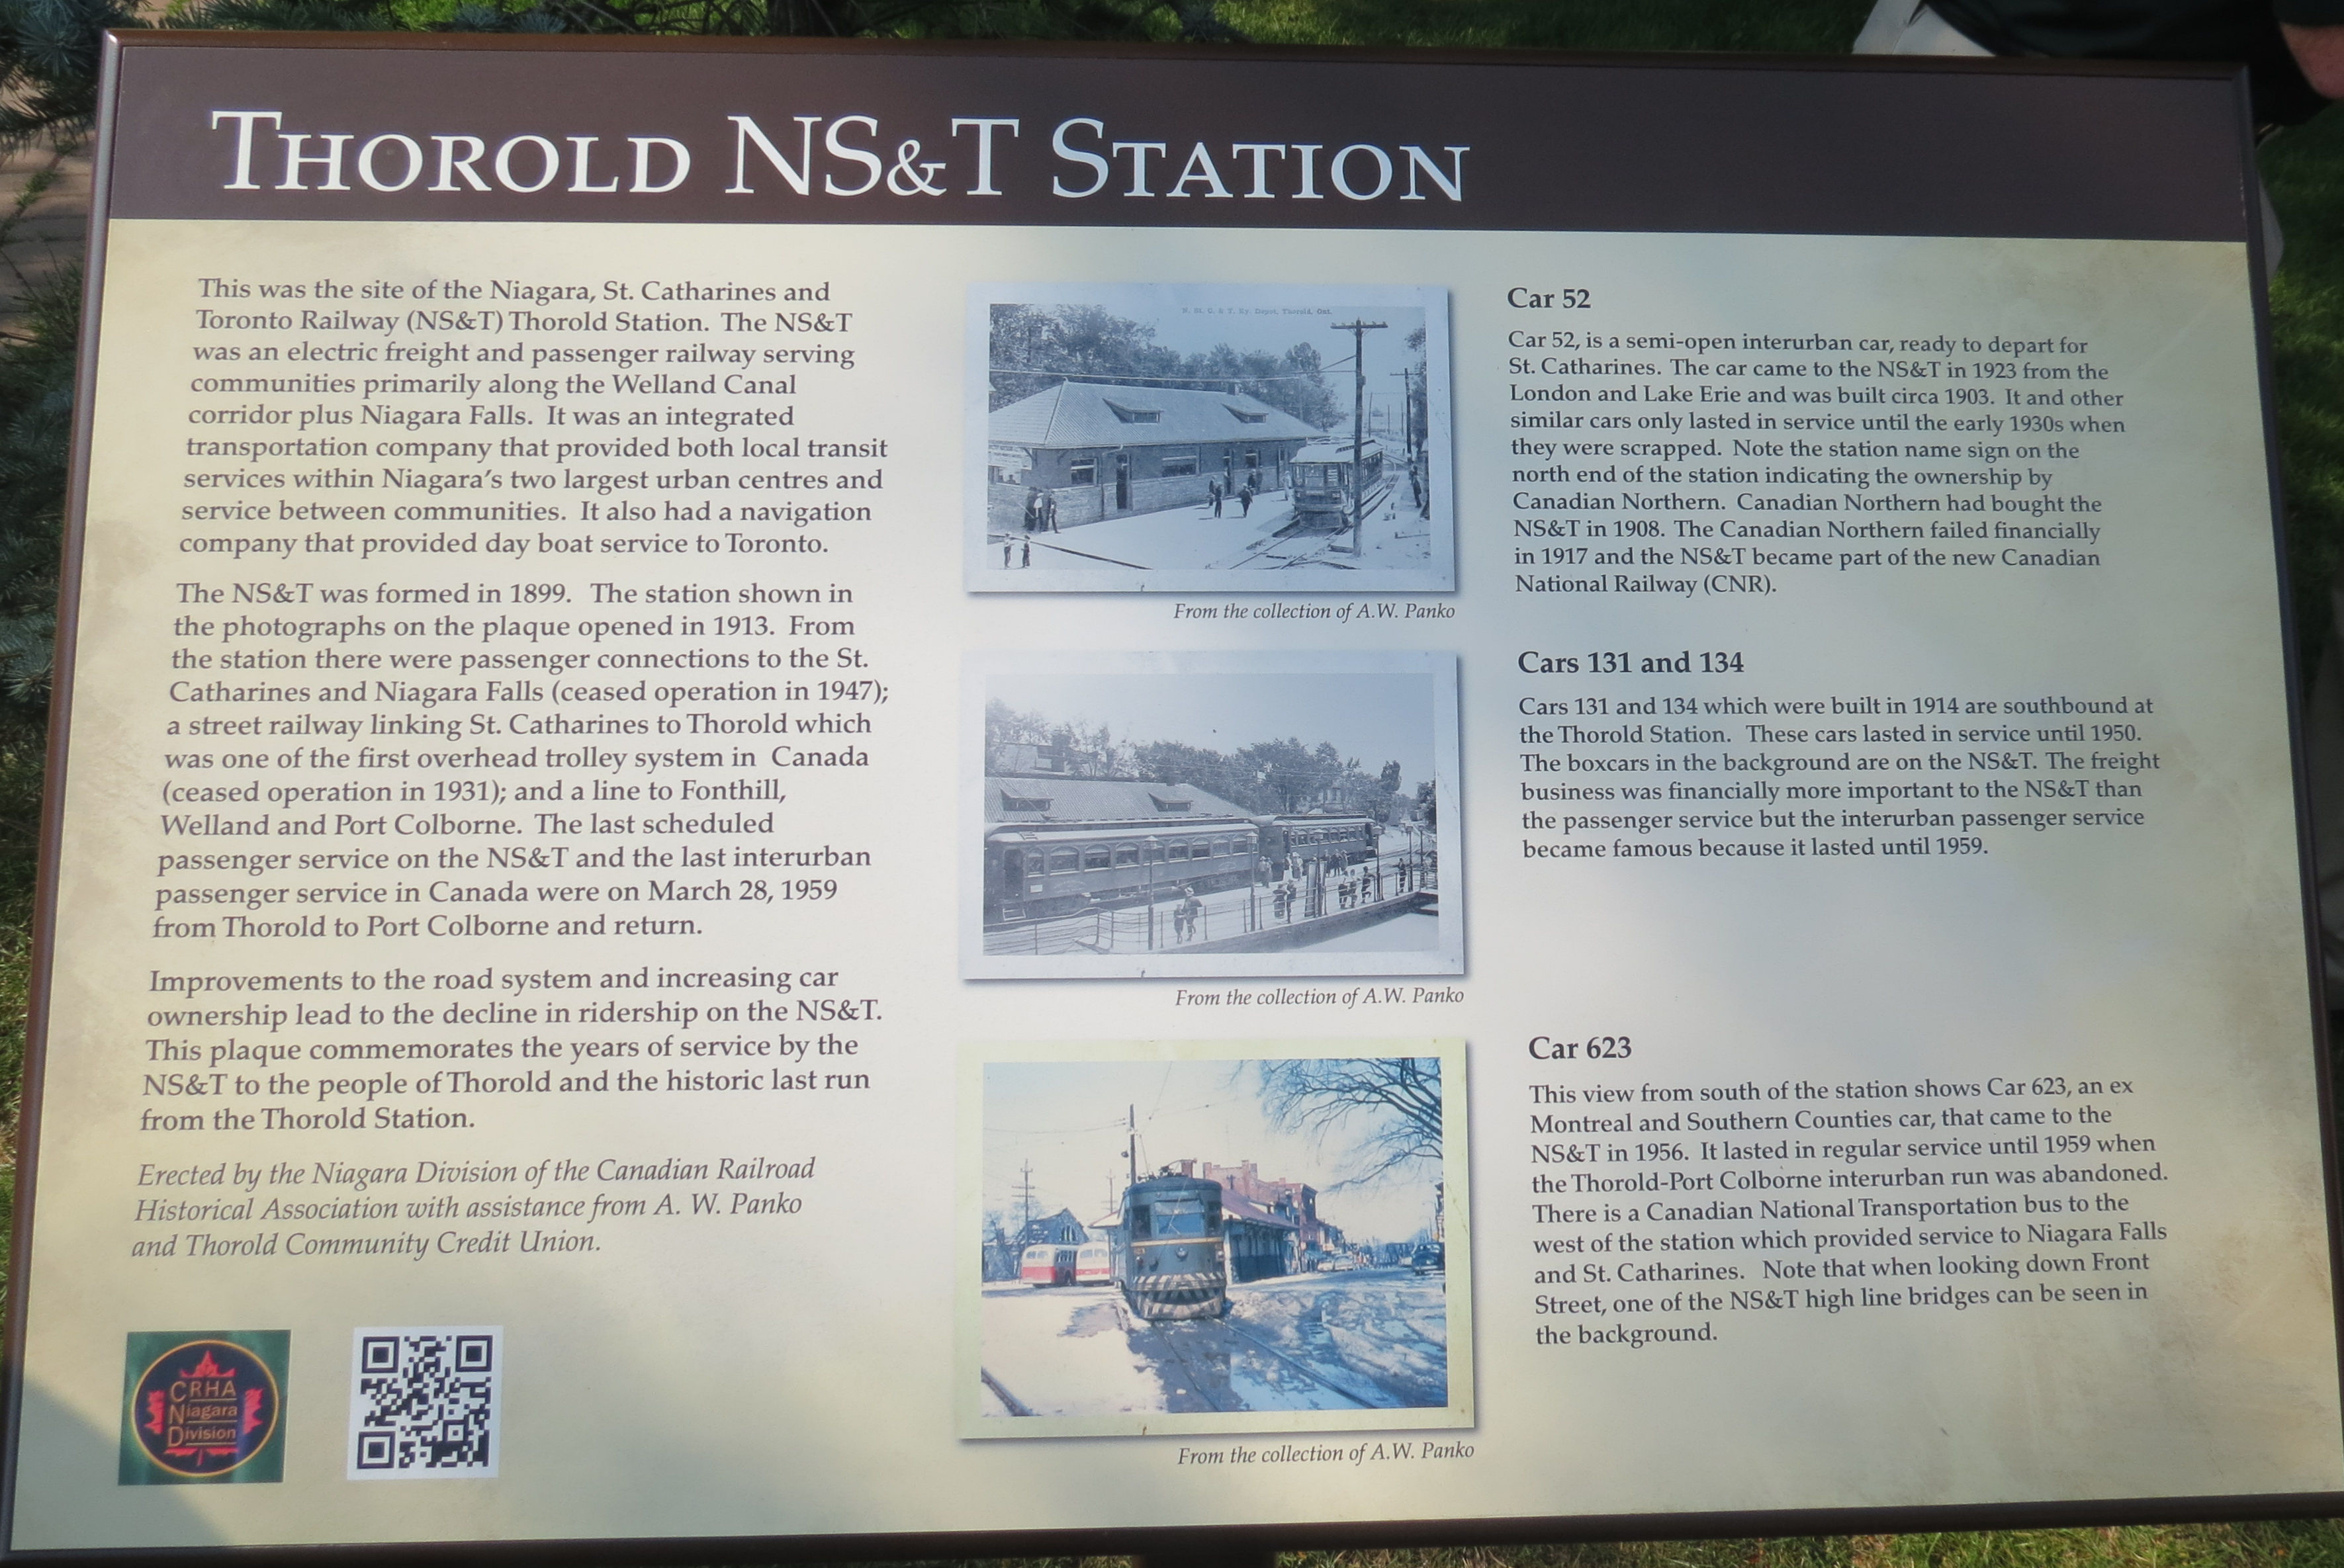 THOROLD NS&T STATION
This was the site of the Niagara, St. Catharines and
Toronto Railway (NS&T) Thorold Station. The NS&T
was an electric freight and passenger railway serving
communities primarily along the Welland Canal
corridor plus Niagara Falls. It was an integrated
transportation company that provided both local transit
services within Niagara's two largest urban centres and
service between communities. It also had a navigation
company that provided day boat service to Toronto.
The NS&T was formed in 1899. The station shown in
the photographs on the plaque opened in 1913. From
the station there were passenger connections to the St.
Catharines and Niagara Falls (ceased operation in 1947);
a street railway linking St. Catharines to Thorold which
was one of the first overhead trolley system in Canada
(ceased operation in 1931); and a line to Fonthill,
Welland and Port Colborne. The last scheduled
passenger service on the NS&T and the last interurban
passenger service in Canada were on March 28, 1959
from Thorold to Port Colborne and return.
Improvements to the road system and increasing car
ownership lead to the decline in ridership on the NS&T.
This plaque commemorates the years of service by the
NS&T to the people of Thorold and the historic last run
from the Thorold Station.
Erected by the Niagara Division of the Canadian Railroad
Historical Association with assistance from A. W. Panko
and Thorold Community Credit Union.
CRHA
Niagara
Division
N. St. C. & T. Ry. Depot, Thorold, Ont.
From the collection of A.W. Panko
From the collection of A.W. Panko
From the collection of A.W. Panko
Car 52
Car 52, is a semi-open interurban car, ready to depart for
St. Catharines. The car came to the NS&T in 1923 from the
London and Lake Erie and was built circa 1903. It and other
similar cars only lasted in service until the early 1930s when
they were scrapped. Note the station name sign on the
north end of the station indicating the ownership by
Canadian Northern. Canadian Northern had bought the
NS&T in 1908. The Canadian Northern failed financially
in 1917 and the NS&T became part of the new Canadian
National Railway (CNR).
Cars 131 and 134
Cars 131 and 134 which were built in 1914 are southbound at
the Thorold Station. These cars lasted in service until 1950.
The boxcars in the background are on the NS&T. The freight
business was financially more important to the NS&T than
the passenger service but the interurban passenger service
became famous because it lasted until 1959.
Car 623
This view from south of the station shows Car 623, an ex
Montreal and Southern Counties car, that came to the
NS&T in 1956. It lasted in regular service until 1959 when
the Thorold-Port Colborne interurban run was abandoned.
There is a Canadian National Transportation bus to the
west of the station which provided service to Niagara Falls
and St. Catharines. Note that when looking down Front
Street, one of the NS&T high line bridges can be seen in
the background.